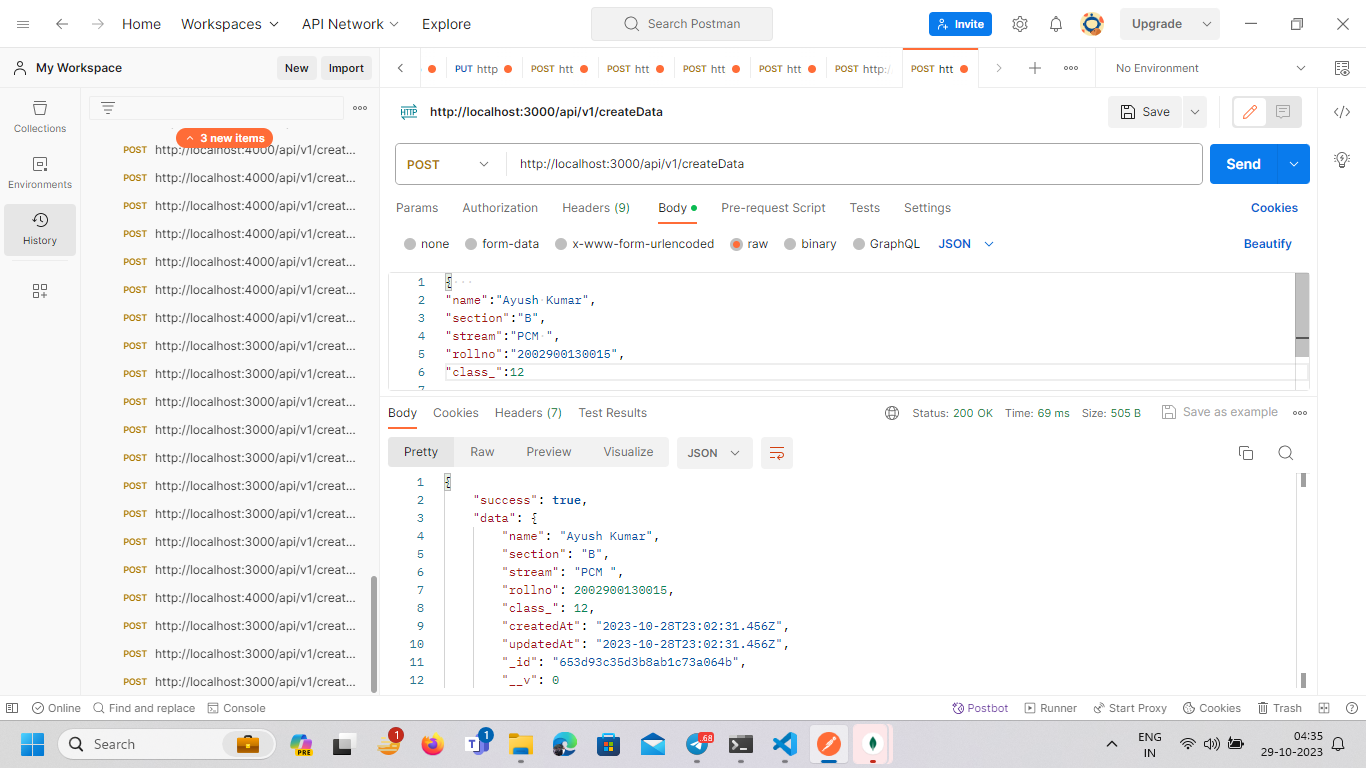 Home Workspaces API Network Explore Search Postman Invite Upgrade
My Workspace New Import PUT http POST htt POST htt POST htt POST htt POST http:/ POST htt No Environment
Collections
Environments
History
3 new items
POST http://localhost:4000/api/v1/creat...
POST http://localhost:4000/api/v1/creat...
POST http://localhost:4000/api/v1/creat...
POST http://localhost:4000/api/v1/creat...
POST http://localhost:4000/api/v1/creat...
POST http://localhost:4000/api/v1/creat...
POST http://localhost:4000/api/v1/creat...
POST http://localhost:3000/api/v1/creat...
POST http://localhost:3000/api/v1/creat...
POST http://localhost:3000/api/v1/creat...
POST http://localhost:3000/api/v1/creat...
POST http://localhost:3000/api/v1/creat...
POST http://localhost:3000/api/v1/creat...
POST http://localhost:3000/api/v1/creat...
POST http://localhost:3000/api/v1/creat...
POST http://localhost:3000/api/v1/creat...
POST http://localhost:4000/api/v1/creat...
POST http://localhost:3000/api/v1/creat...
POST http://localhost:3000/api/v1/creat...
POST http://localhost:3000/api/v1/creat...
HTTP http://localhost:3000/api/v1/createData Save
POST http://localhost:3000/api/v1/createData Send
Params Authorization Headers (9) Body Pre-request Script Tests Settings Cookies
none form-data x-www-form-urlencoded raw binary GraphQL JSON Beautify
1 {
2 "name":"Ayush Kumar",
3 "section":"B",
4 "stream":"PCM ",
5 "rollno":"2002900130015",
6 "class_":12
7
Body Cookies Headers (7) Test Results Status: 200 OK Time: 69 ms Size: 505 B Save as example
Pretty Raw Preview Visualize JSON
1 {
2 "success": true,
3 "data": {
4 "name": "Ayush Kumar",
5 "section": "B",
6 "stream": "PCM ",
7 "rollno": 2002900130015,
8 "class_": 12,
9 "createdAt": "2023-10-28T23:02:31.456Z",
10 "updatedAt": "2023-10-28T23:02:31.456Z",
11 "_id": "653d93c35d3b8ab1c73a064b",
12 "__v": 0
Online Find and replace Console Postbot Runner Start Proxy Cookies Trash
Search PRE 1 1 .68 ENG IN 04:35
29-10-2023